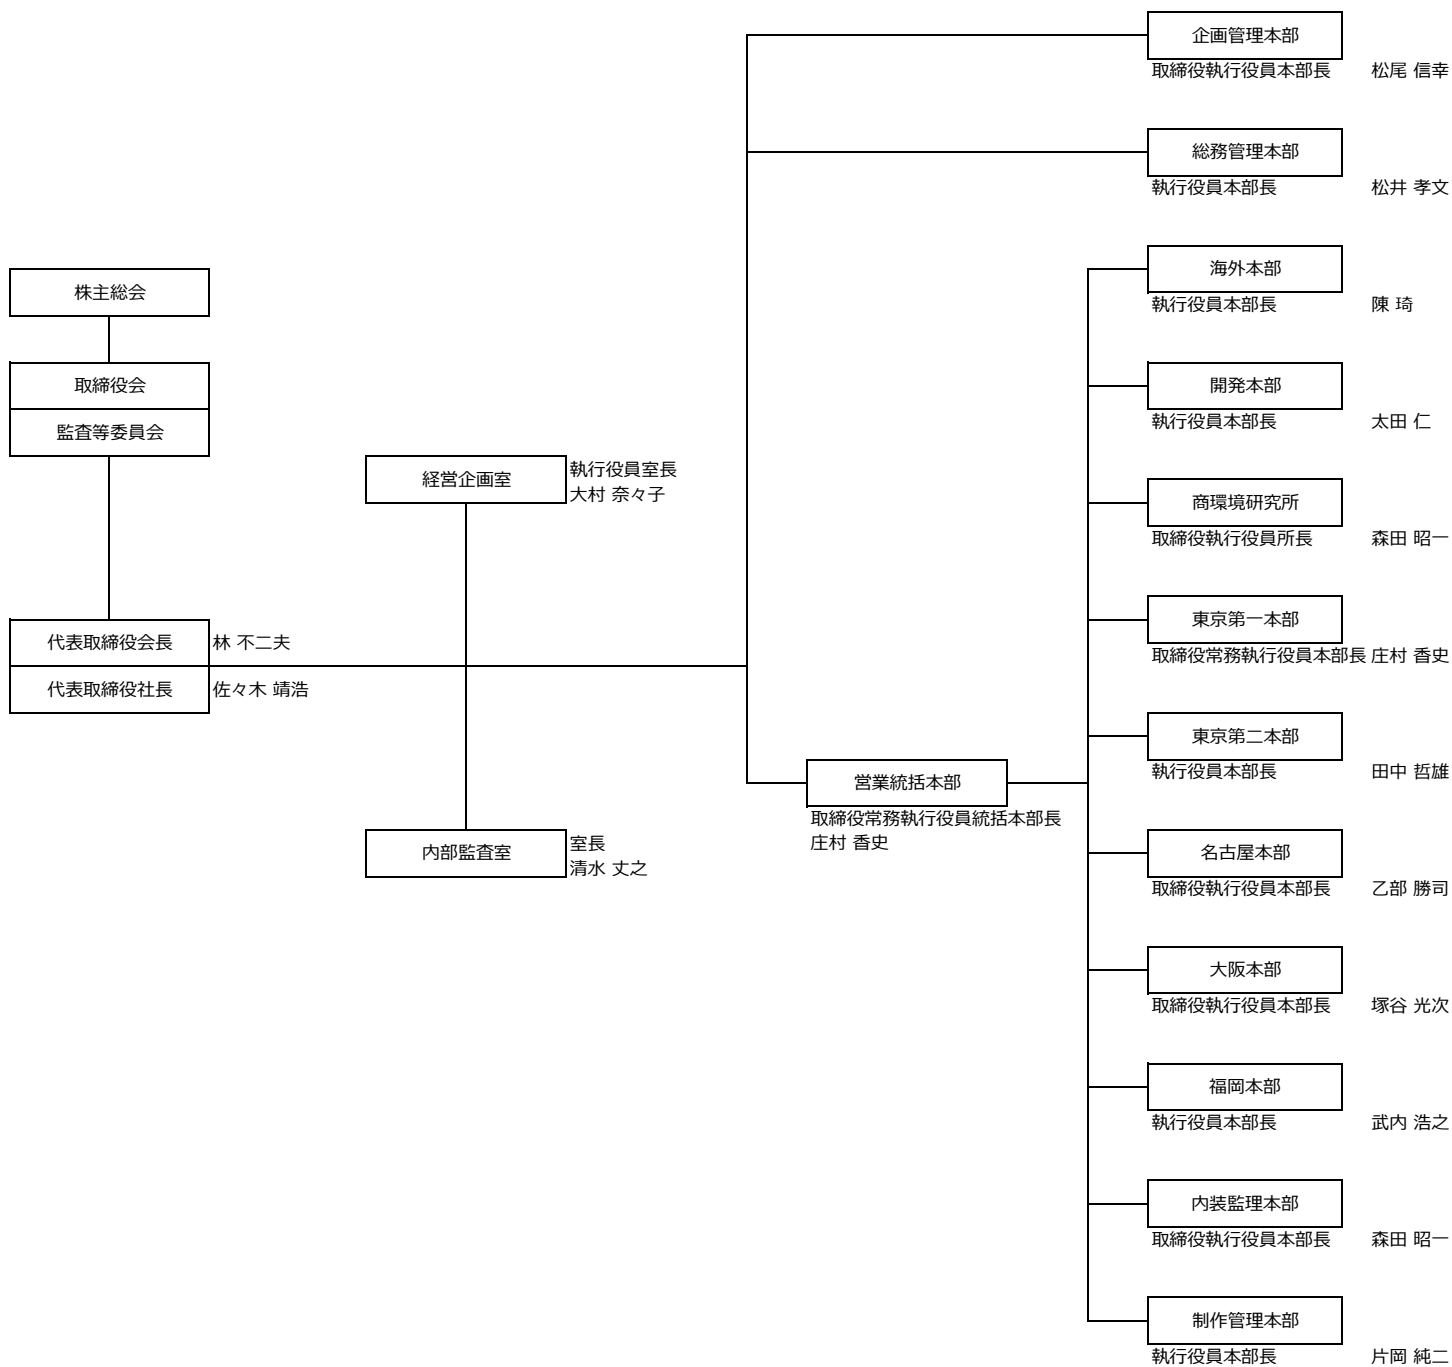 株主総会
取締役会
監査等委員会
代表取締役会長 林 不二夫
代表取締役社長 佐々木 靖浩
経営企画室
執行役員室長
大村 奈々子
内部監査室
室長
清水 丈之
営業統括本部
取締役常務執行役員統括本部長
庄村 香史
企画管理本部
取締役執行役員本部長 松尾 信幸
総務管理本部
執行役員本部長 松井 孝文
海外本部
執行役員本部長 陳 琦
開発本部
執行役員本部長 太田 仁
商環境研究所
取締役執行役員所長 森田 昭一
東京第一本部
取締役常務執行役員本部長 庄村 香史
東京第二本部
執行役員本部長 田中 哲雄
名古屋本部
取締役執行役員本部長 乙部 勝司
大阪本部
取締役執行役員本部長 塚谷 光次
福岡本部
執行役員本部長 武内 浩之
内装監理本部
取締役執行役員本部長 森田 昭一
制作管理本部
執行役員本部長 片岡 純二